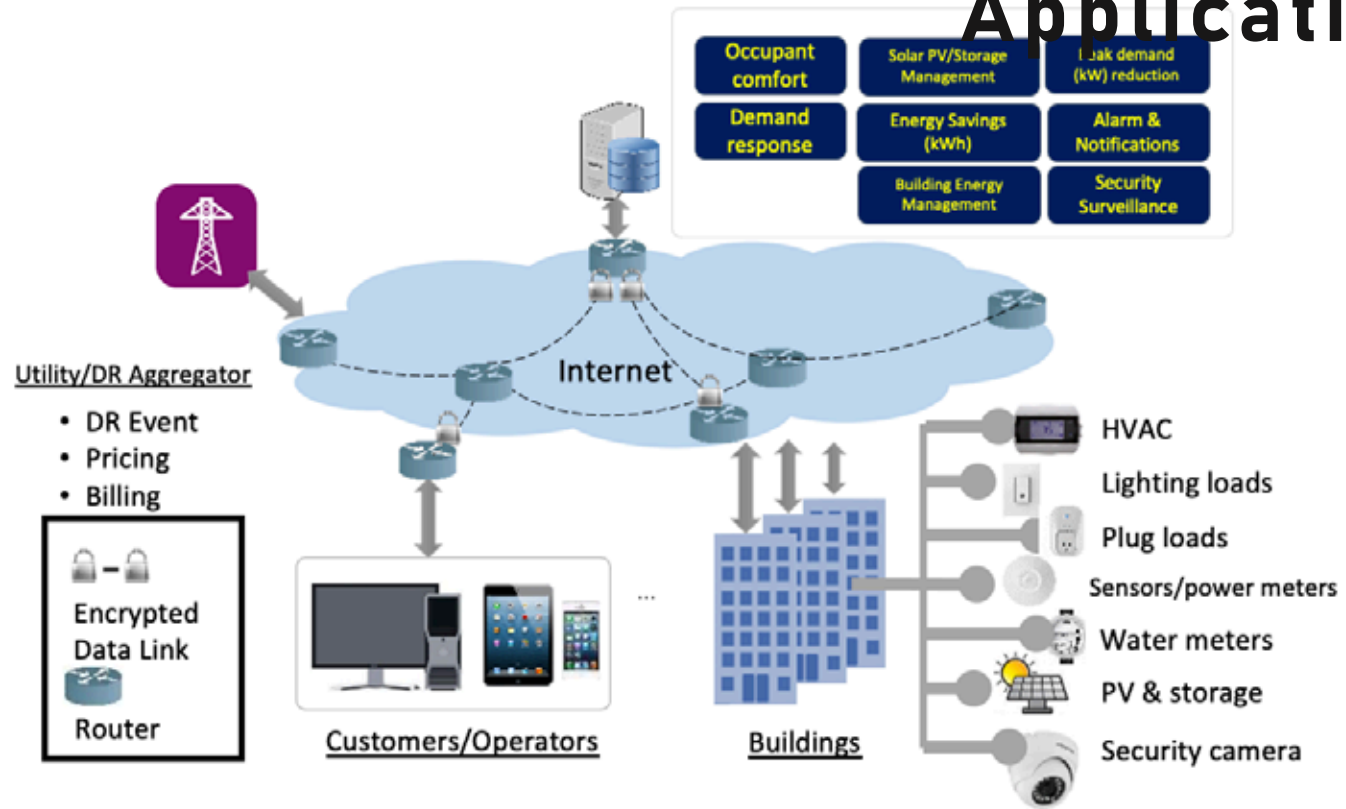 Applicati
Occupant
comfort
Solar PV/Storage
Management
Peak demand
(kW) reduction
Demand
response
Energy Savings
(kWh)
Alarm &
Notifications
Building Energy
Management
Security
Surveillance
Internet
Utility/DR Aggregator
• DR Event
• Pricing
• Billing
Encrypted
Data Link
Router
Customers/Operators
...
Buildings
HVAC
Lighting loads
Plug loads
Sensors/power meters
Water meters
PV & storage
Security camera